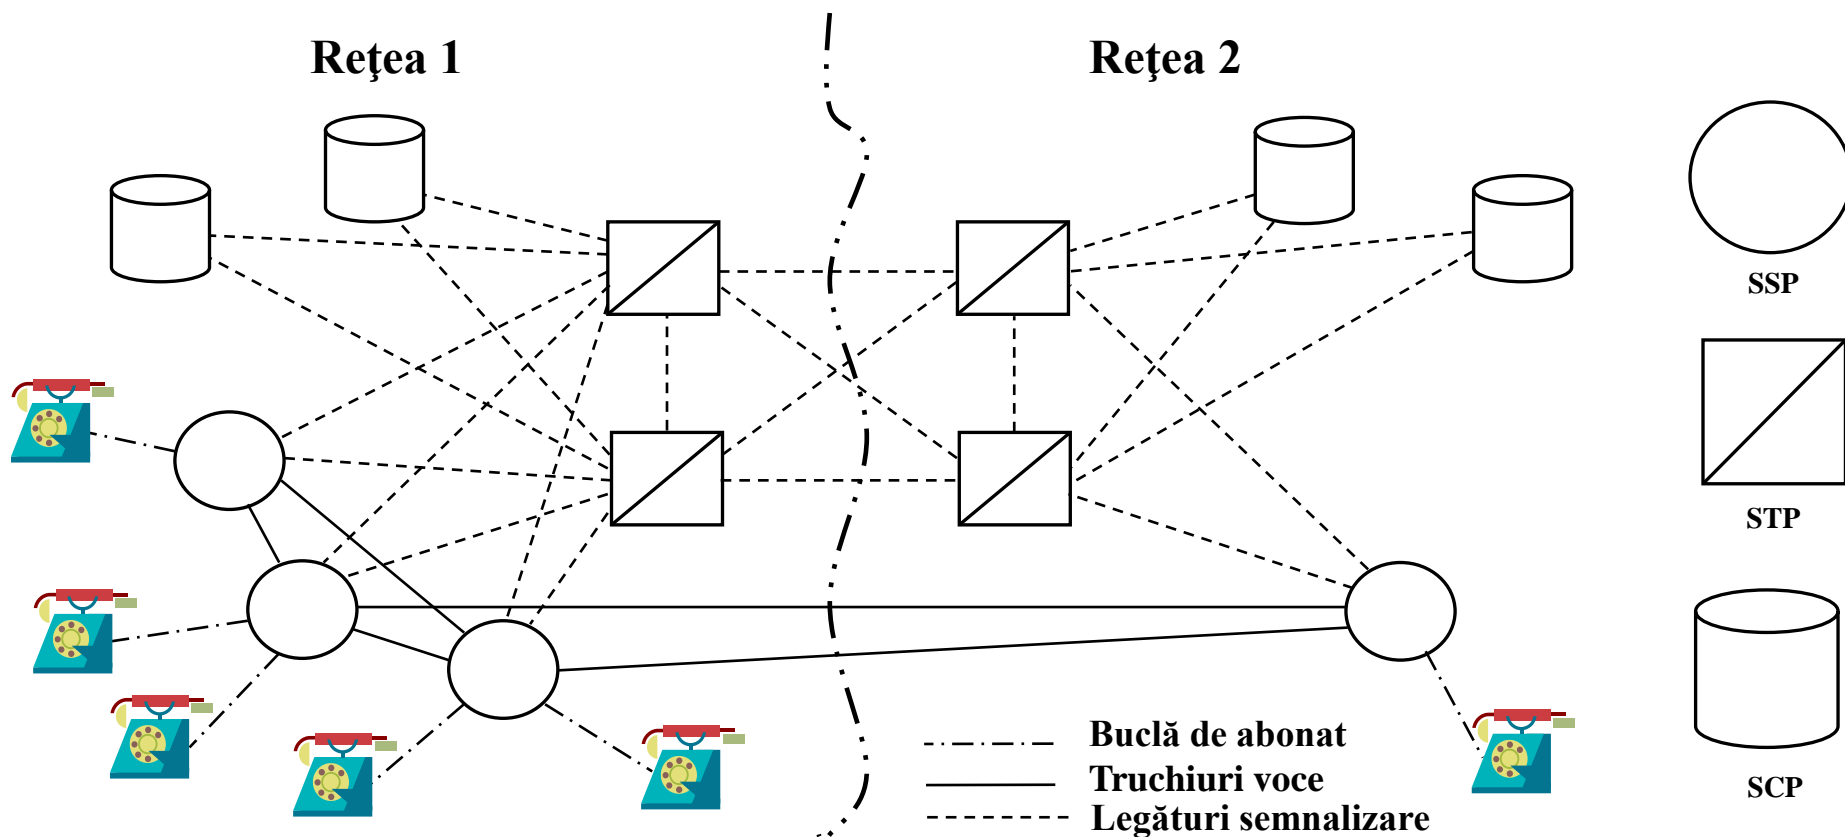 Reţea 1
Reţea 2
SSP
STP
SCP
Buclă de abonat
Truchiuri voce
Legături semnalizare